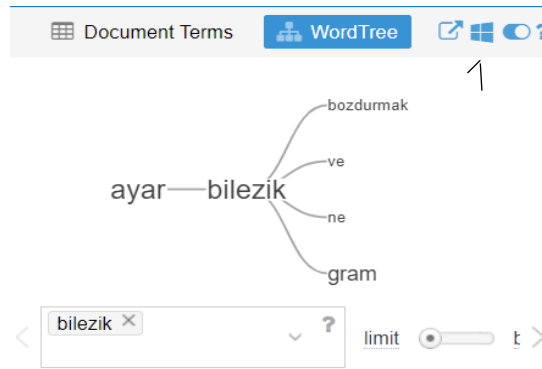 Document Terms WordTree ?
bozdurmak
ve
ayar bilezik
ne
gram
bilezik ?
limit